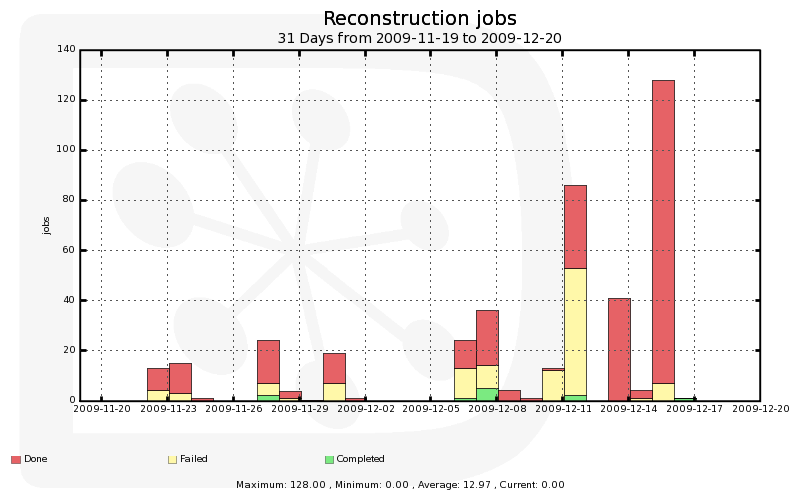 Reconstruction jobs
31 Days from 2009-11-19 to 2009-12-20
140
120
100
80
60
40
20
0
jobs
2009-11-20 2009-11-23 2009-11-26 2009-11-29 2009-12-02 2009-12-05 2009-12-08 2009-12-11 2009-12-14 2009-12-17 2009-12-20
Done Failed Completed
Maximum: 128.00 , Minimum: 0.00 , Average: 12.97 , Current: 0.00